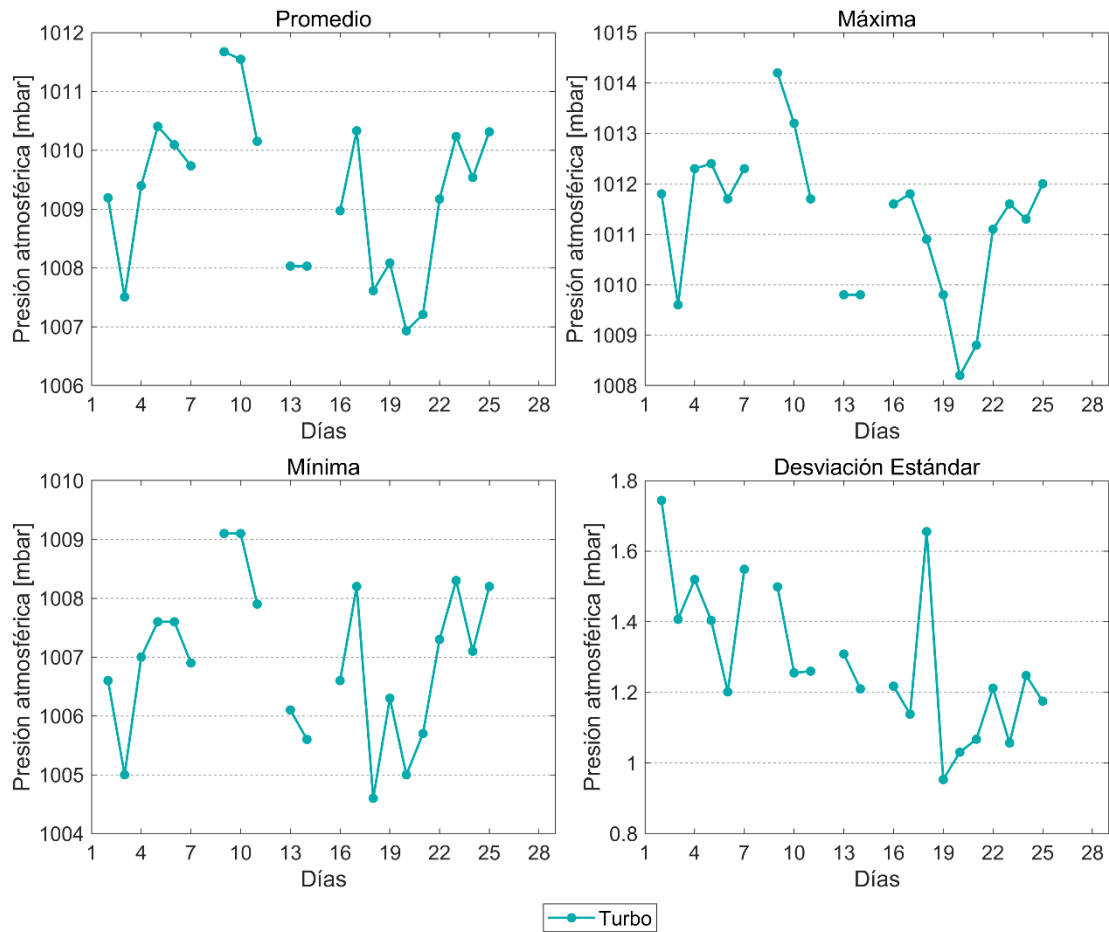 Promedio
Presión atmosférica [mbar]
1012
1011
1010
1009
1008
1007
1006
1 4 7 10 13 16 19 22 25 28
Días
Máxima
Presión atmosférica [mbar]
1015
1014
1013
1012
1011
1010
1009
1008
1 4 7 10 13 16 19 22 25 28
Días
Mínima
Presión atmosférica [mbar]
1010
1009
1008
1007
1006
1005
1004
1 4 7 10 13 16 19 22 25 28
Días
Desviación Estándar
Presión atmosférica [mbar]
1.8
1.6
1.4
1.2
1
0.8
1 4 7 10 13 16 19 22 25 28
Días
Turbo